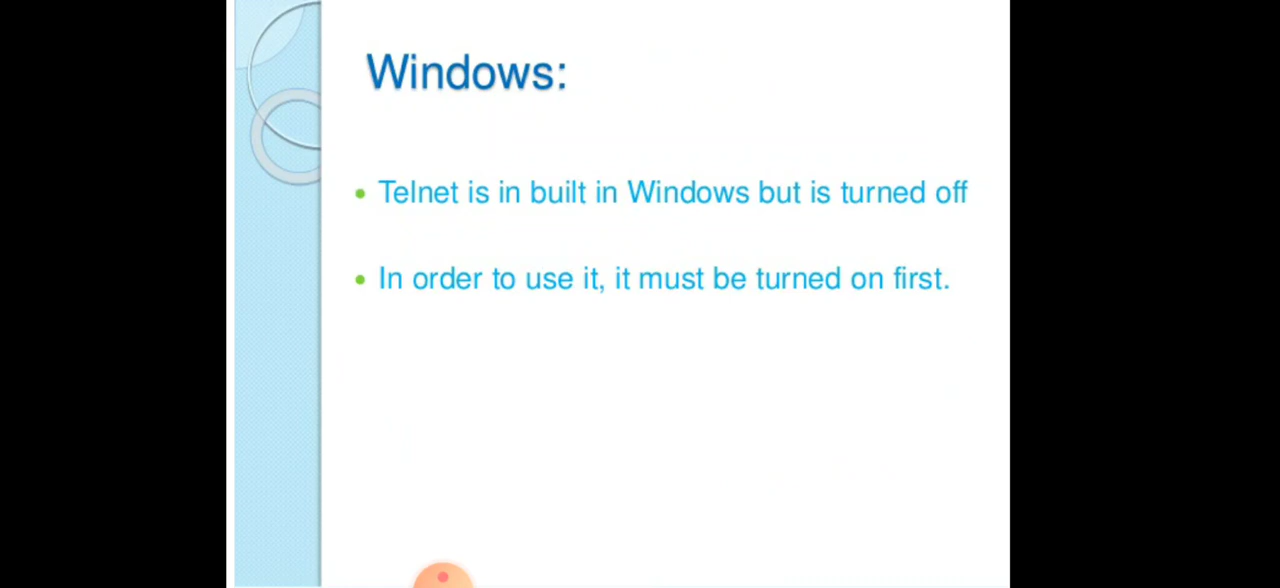 Windows:
Telnet is in built in Windows but is turned off
In order to use it, it must be turned on first.